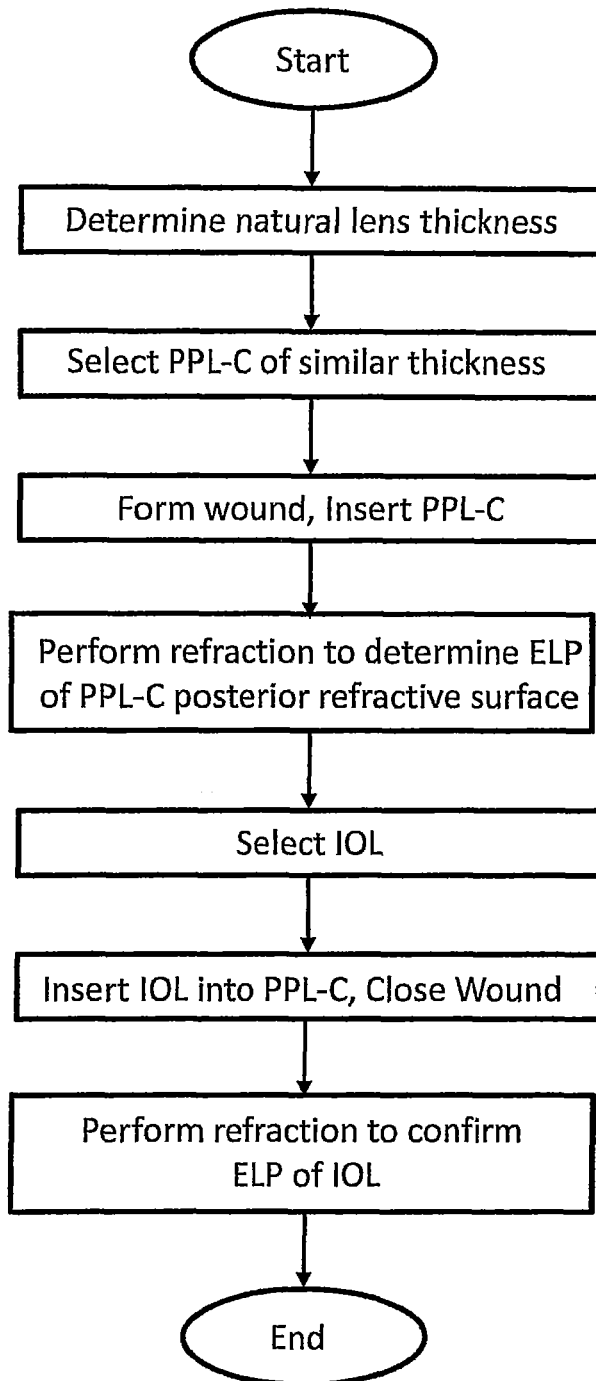 Start
Determine natural lens thickness
Select PPL-C of similar thickness
Form wound, Insert PPL-C
Perform refraction to determine ELP
of PPL-C posterior refractive surface
Select IOL
Insert IOL into PPL-C, Close Wound
Perform refraction to confirm
ELP of IOL
End